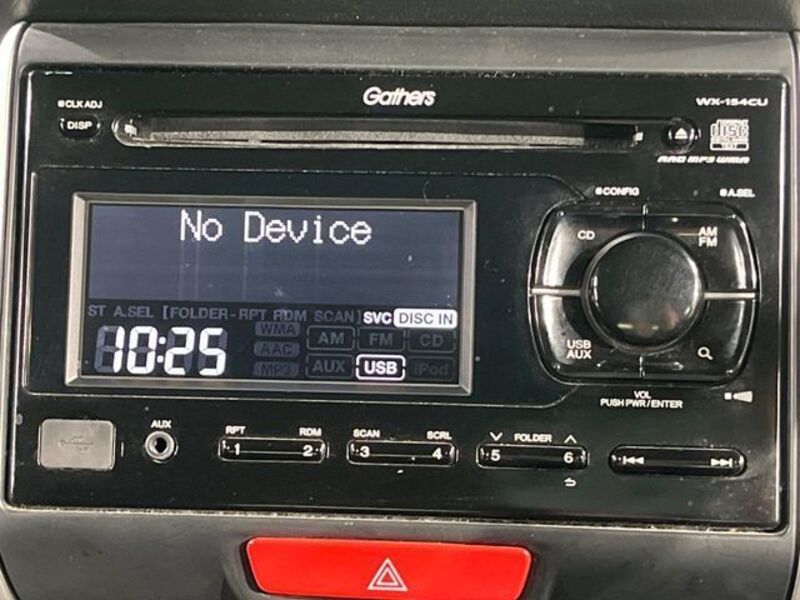 CLK ADJ
Gathers
WX-154CU
DISP
DISC
TEXT
AAC MP3 WMA
CONFIG
A.SEL
No Device
CD
AM
FM
ST A.SEL [FOLDER-RPT RDM SCAN] SVC DISC IN
10:25
WMA
AAC
MP3
AM FM CD
AUX USB iPod
USB
AUX
VOL
PUSH PWR/ENTER
AUX
RPT RDM
1 2
SCAN SCRL
3 4
FOLDER
5 6